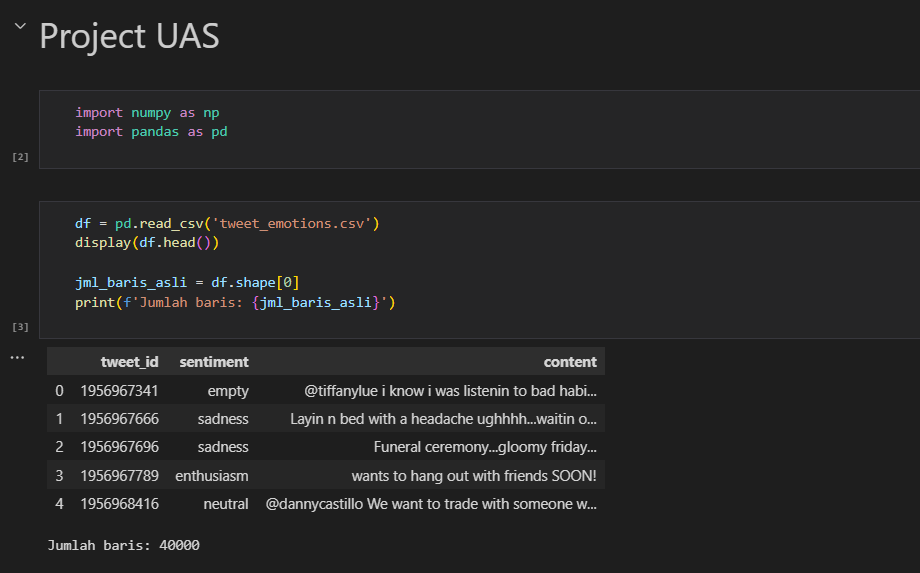 Project UAS
import numpy as np
import pandas as pd
[2]
df = pd.read_csv('tweet_emotions.csv')
display(df.head())
jml_baris_asli = df.shape[0]
print(f'Jumlah baris: {jml_baris_asli}')
[3]
...
tweet_id sentiment content
0 1956967341 empty @tiffanylue i know i was listenin to bad habi...
1 1956967666 sadness Layin n bed with a headache ughhhh...waitin o...
2 1956967696 sadness Funeral ceremony...gloomy friday...
3 1956967789 enthusiasm wants to hang out with friends SOON!
4 1956968416 neutral @dannycastillo We want to trade with someone w...
Jumlah baris: 40000